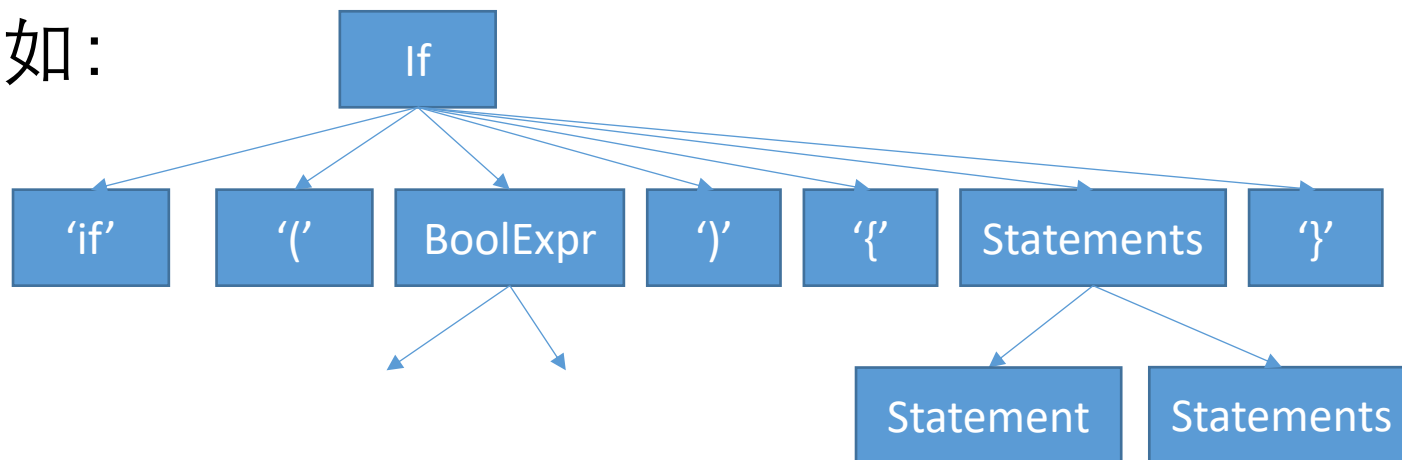 如：
If
‘if’
‘(’
BoolExpr
‘)’
‘{’
Statements
‘}’
Statement
Statements